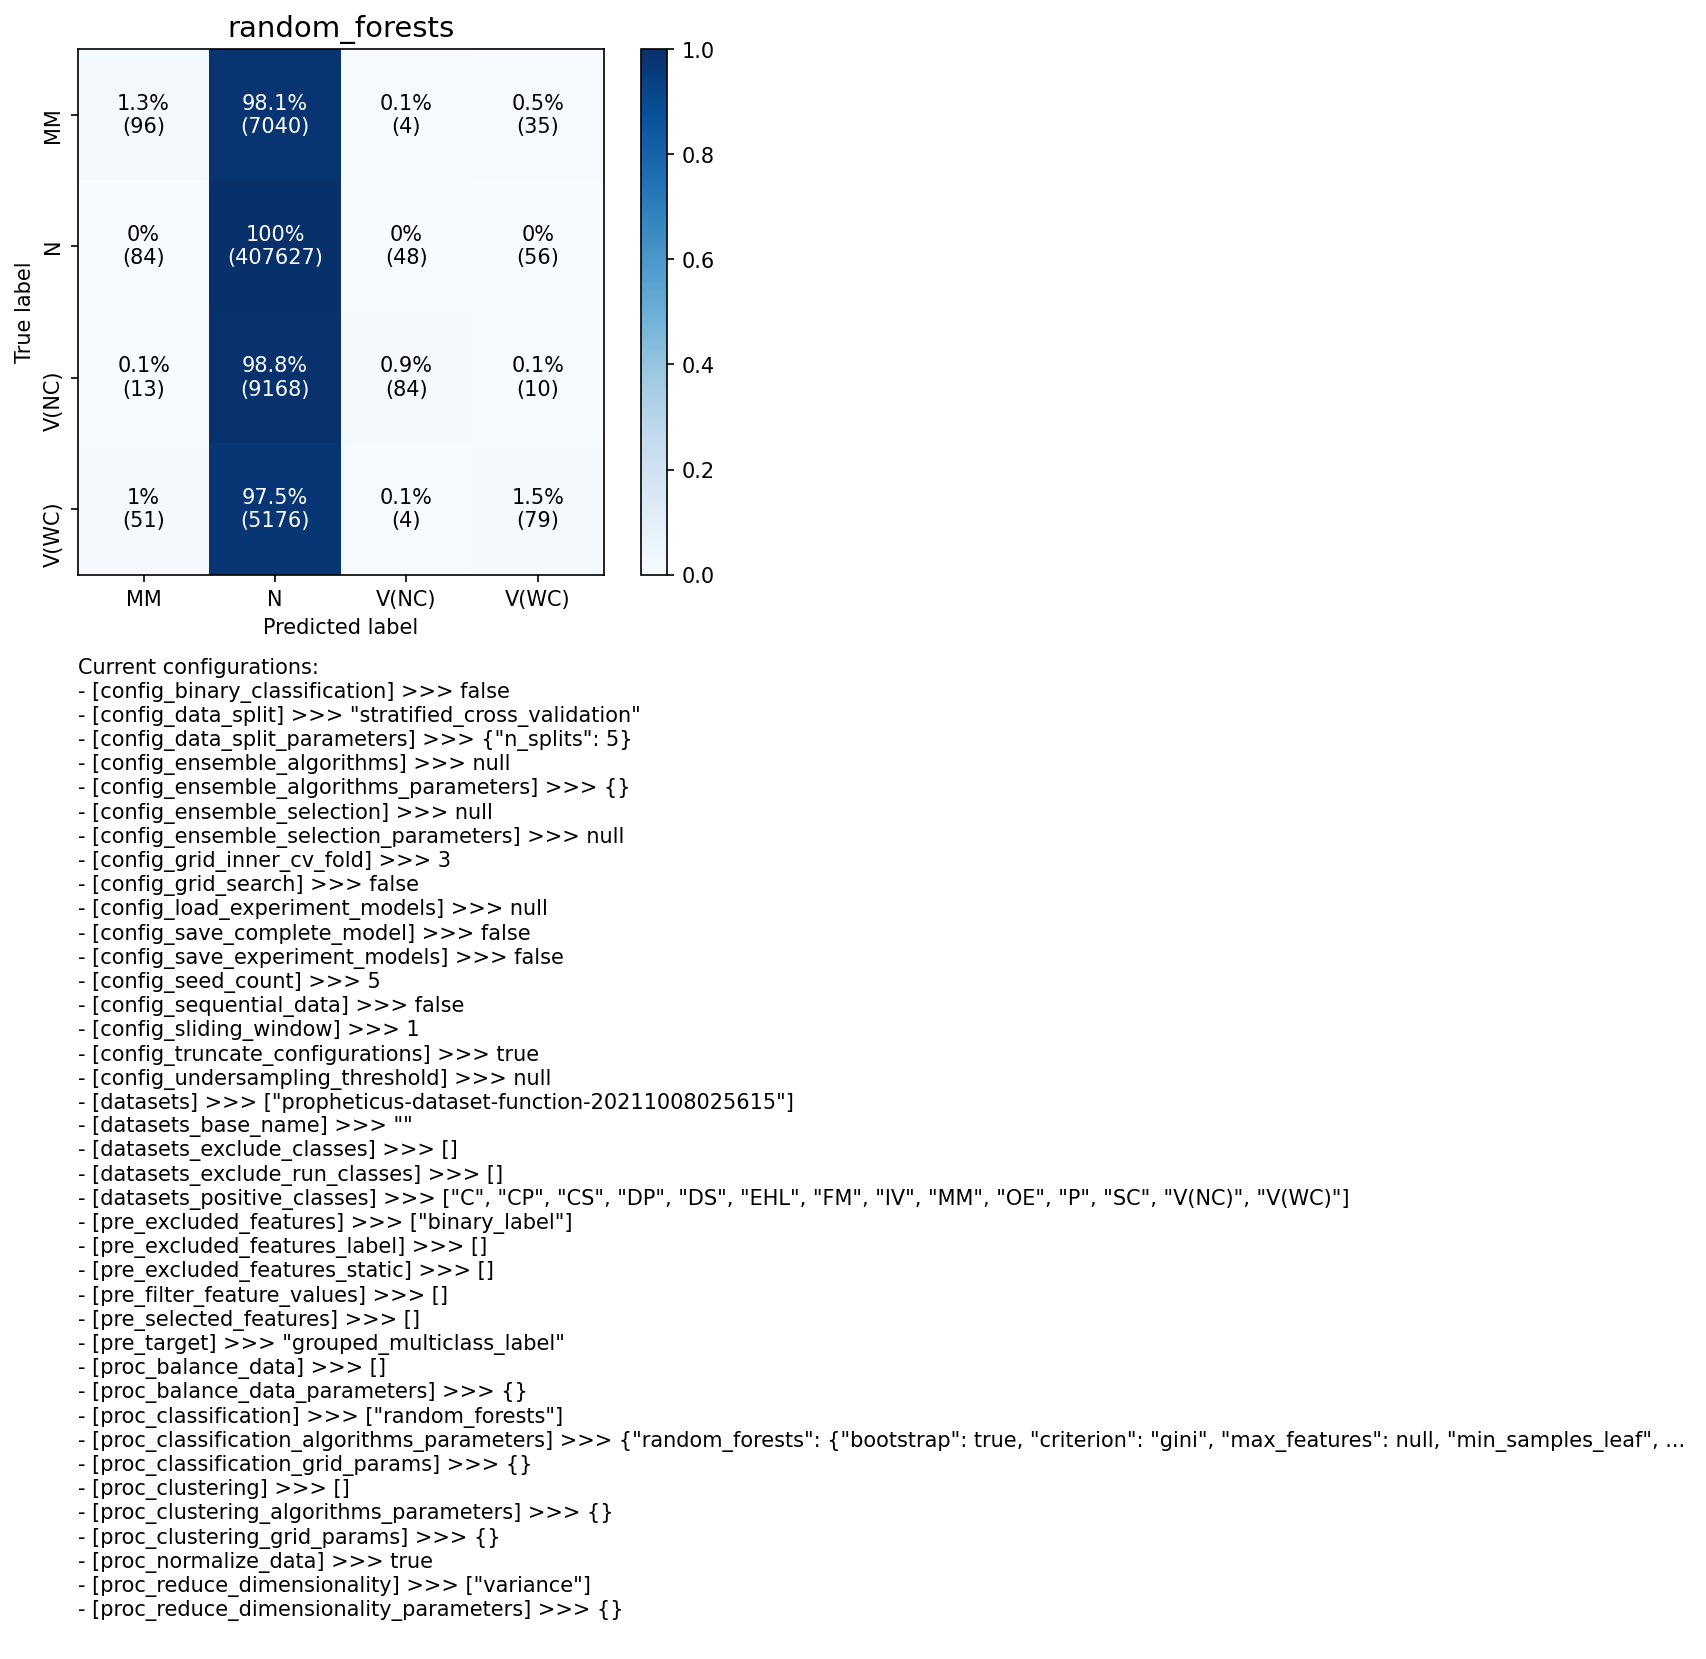 random_forests
1.3% 98.1% 0.1% 0.5%
(96) (7040) (4) (35)
0% 100% 0% 0%
(84) (407627) (48) (56)
0.1% 98.8% 0.9% 0.1%
(13) (9168) (84) (10)
1% 97.5% 0.1% 1.5%
(51) (5176) (4) (79)
MM
N
V(NC)
V(WC)
True label
MM N V(NC) V(WC)
Predicted label
1.0
0.8
0.6
0.4
0.2
0.0
Current configurations:
- [config_binary_classification] >>> false
- [config_data_split] >>> "stratified_cross_validation"
- [config_data_split_parameters] >>> {"n_splits": 5}
- [config_ensemble_algorithms] >>> null
- [config_ensemble_algorithms_parameters] >>> {}
- [config_ensemble_selection] >>> null
- [config_ensemble_selection_parameters] >>> null
- [config_grid_inner_cv_fold] >>> 3
- [config_grid_search] >>> false
- [config_load_experiment_models] >>> null
- [config_save_complete_model] >>> false
- [config_save_experiment_models] >>> false
- [config_seed_count] >>> 5
- [config_sequential_data] >>> false
- [config_sliding_window] >>> 1
- [config_truncate_configurations] >>> true
- [config_undersampling_threshold] >>> null
- [datasets] >>> ["propheticus-dataset-function-20211008025615"]
- [datasets_base_name] >>> ""
- [datasets_exclude_classes] >>> []
- [datasets_exclude_run_classes] >>> []
- [datasets_positive_classes] >>> ["C", "CP", "CS", "DP", "DS", "EHL", "FM", "IV", "MM", "OE", "P", "SC", "V(NC)", "V(WC)"]
- [pre_excluded_features] >>> ["binary_label"]
- [pre_excluded_features_label] >>> []
- [pre_excluded_features_static] >>> []
- [pre_filter_feature_values] >>> []
- [pre_selected_features] >>> []
- [pre_target] >>> "grouped_multiclass_label"
- [proc_balance_data] >>> []
- [proc_balance_data_parameters] >>> {}
- [proc_classification] >>> ["random_forests"]
- [proc_classification_algorithms_parameters] >>> {"random_forests": {"bootstrap": true, "criterion": "gini", "max_features": null, "min_samples_leaf", ...
- [proc_classification_grid_params] >>> {}
- [proc_clustering] >>> []
- [proc_clustering_algorithms_parameters] >>> {}
- [proc_clustering_grid_params] >>> {}
- [proc_normalize_data] >>> true
- [proc_reduce_dimensionality] >>> ["variance"]
- [proc_reduce_dimensionality_parameters] >>> {}